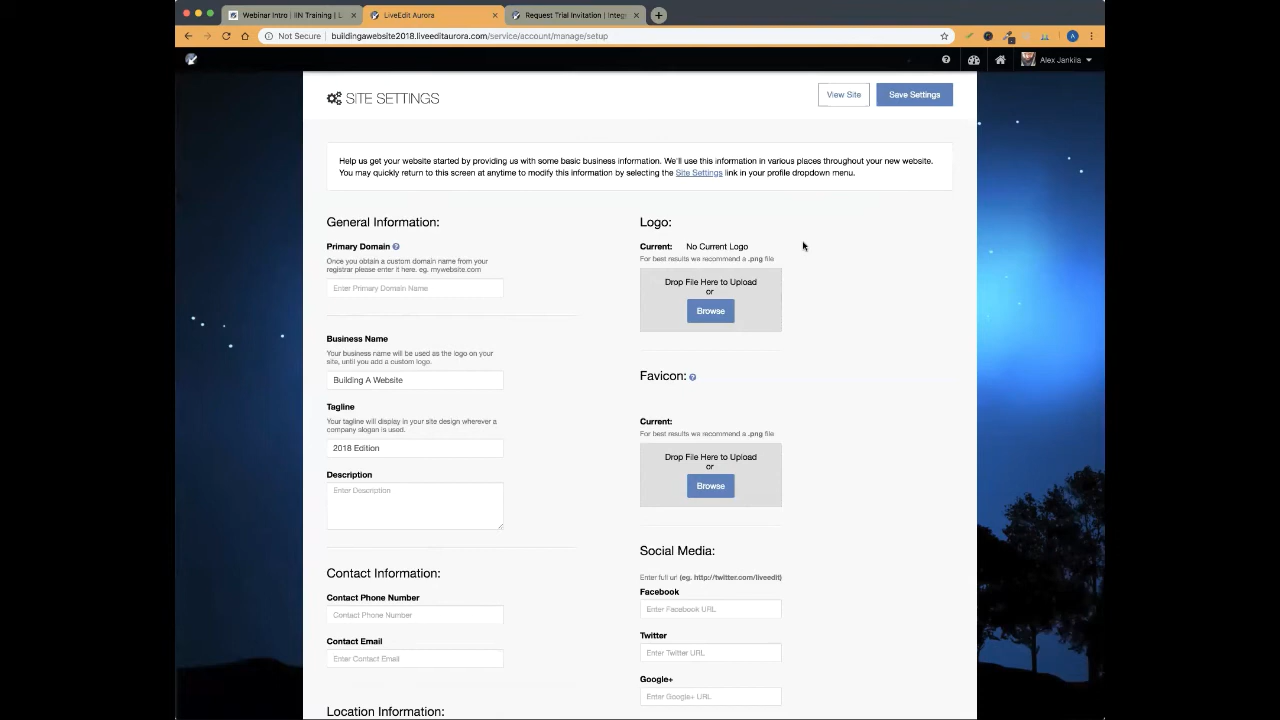 Webinar Intro | IIN Training | L
LiveEdit Aurora
Request Trial Invitation | Integ
Not Secure | buildingawebsite2018.liveeditaurora.com/service/account/manage/setup
Alex Jankila
SITE SETTINGS
View Site
Save Settings
Help us get your website started by providing us with some basic business information. We'll use this information in various places throughout your new website.
You may quickly return to this screen at anytime to modify this information by selecting the Site Settings link in your profile dropdown menu.
General Information:
Primary Domain
Once you obtain a custom domain name from your
registrar please enter it here. eg. mywebsite.com
Enter Primary Domain Name
Business Name
Your business name will be used as the logo on your
site, until you add a custom logo.
Building A Website
Tagline
Your tagline will display in your site design wherever a
company slogan is used.
2018 Edition
Description
Enter Description
Contact Information:
Contact Phone Number
Contact Phone Number
Contact Email
Enter Contact Email
Location Information:
Logo:
Current: No Current Logo
For best results we recommend a .png file
Drop File Here to Upload
or
Browse
Favicon:
Current:
For best results we recommend a .png file
Drop File Here to Upload
or
Browse
Social Media:
Enter full url (eg. http://twitter.com/liveedit)
Facebook
Enter Facebook URL
Twitter
Enter Twitter URL
Google+
Enter Google+ URL